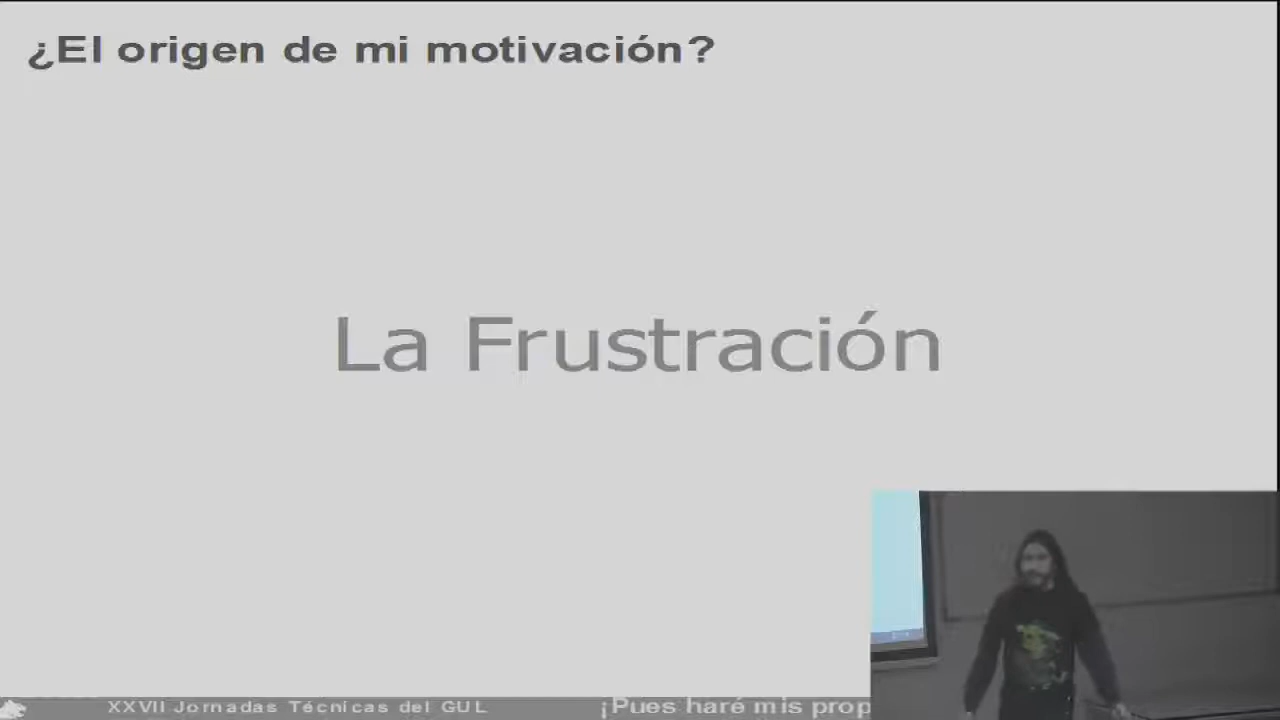 ¿El origen de mi motivación?
La Frustración
XXVII Jornadas Técnicas del GUL
¡Pues haré mis prop